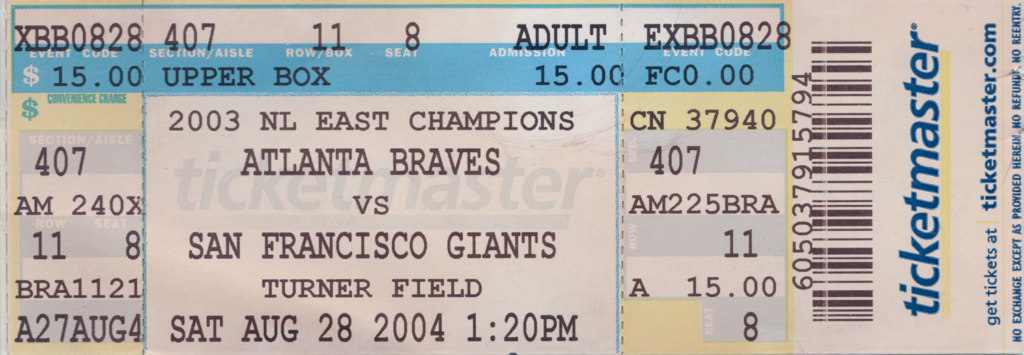 XBB0828 407 11 8 ADULT EXBB0828
EVENT CODE SECTION/AISLE ROW/BOX SEAT ADMISSION EVENT CODE
$ 15.00 UPPER BOX 15.00 FC0.00
$ CONVENIENCE CHARGE
SECTION/AISLE
407
AM 240X
ROW SEAT
11 8
BRA1121
A27AUG4
2003 NL EAST CHAMPIONS
ATLANTA BRAVES
ticketmaster®
VS
SAN FRANCISCO GIANTS
TURNER FIELD
SAT AUG 28 2004 1:20PM
CN 37940
407
AM225BRA
11
A 15.00
SEAT
8
605037915794
ticketmaster®
get tickets at ticketmaster.com
NO EXCHANGE EXCEPT AS PROVIDED HEREIN, NO REFUND, NO REENTRY.